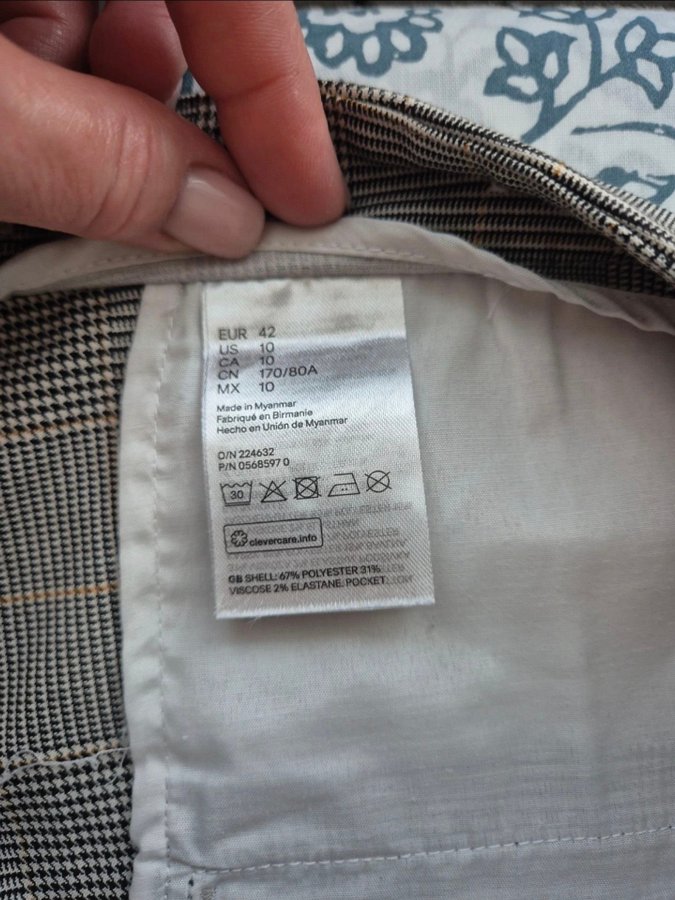 EUR 42
US 10
CA 10
CN 170/80A
MX 10
Made in Myanmar
Fabriqué en Birmanie
Hecho en Unión de Myanmar
O/N 224632
P/N 0568597 0
30
clevercare.info
GB SHELL: 67% POLYESTER 31%
VISCOSE 2% ELASTANE. POCKET